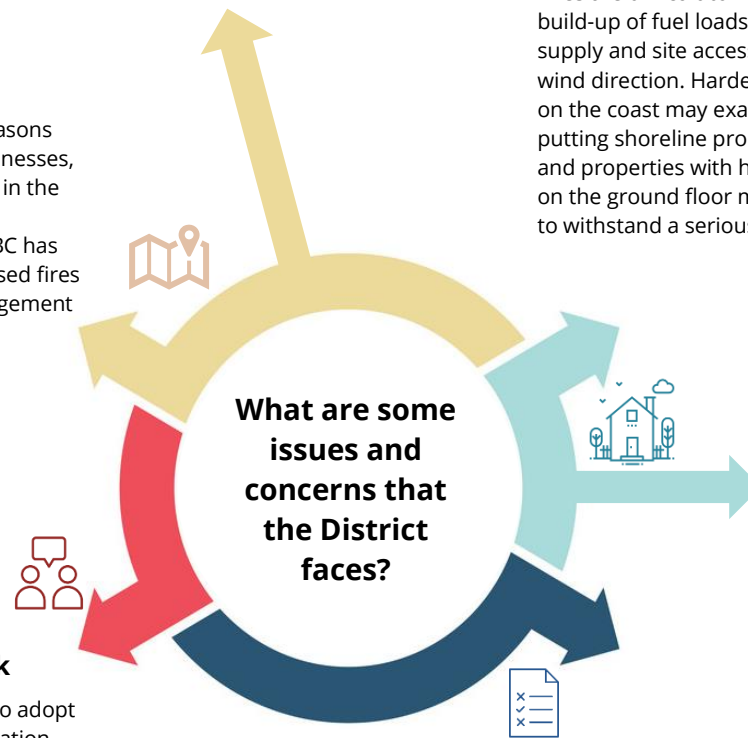 build-up of fuel loads
supply and site acces
wind direction. Harde
on the coast may exa
putting shoreline pro
and properties with h
on the ground floor m
to withstand a serious
asons
nesses,
in the
BC has
sed fires
gement
What are some
issues and
concerns that
the District
faces?
k
o adopt